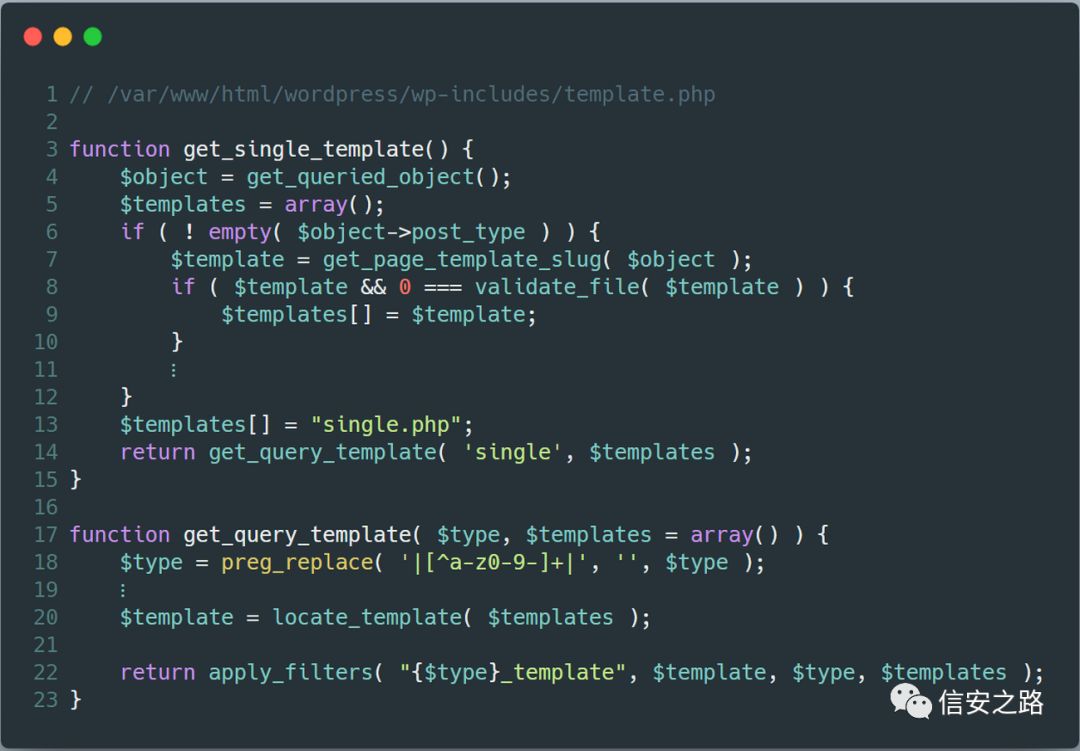 1 // /var/www/html/wordpress/wp-includes/template.php
2
3 function get_single_template() {
4     $object = get_queried_object();
5     $templates = array();
6     if ( ! empty( $object->post_type ) ) {
7         $template = get_page_template_slug( $object );
8         if ( $template && 0 === validate_file( $template ) ) {
9             $templates[] = $template;
10         }
11         ⋮
12     }
13     $templates[] = "single.php";
14     return get_query_template( 'single', $templates );
15 }
16
17 function get_query_template( $type, $templates = array() ) {
18     $type = preg_replace( '|[^a-z0-9-]+|', '', $type );
19     ⋮
20     $template = locate_template( $templates );
21
22     return apply_filters( "{$type}_template", $template, $type, $templates );
23 }
信安之路